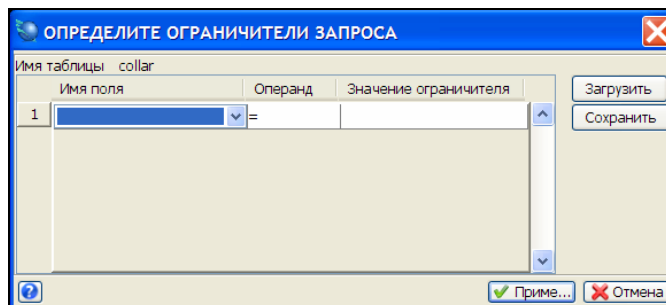 ОПРЕДЕЛИТЕ ОГРАНИЧИТЕЛИ ЗАПРОСА
Имя таблицы collar
Имя поля Операнд Значение ограничителя
Загрузить
1 =
Сохранить
Приме... Отмена